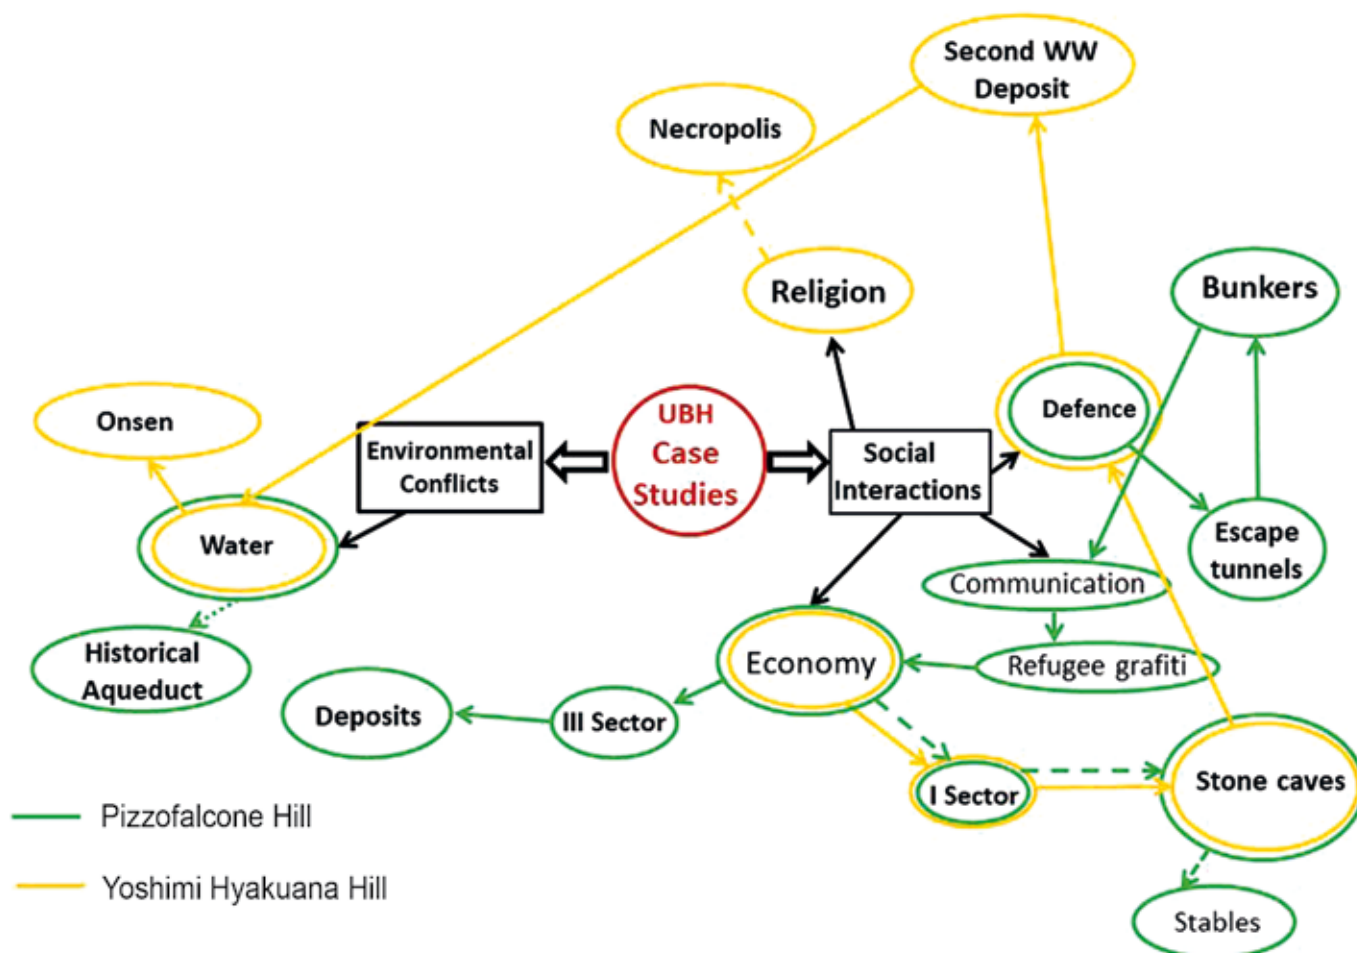 Second WW
Deposit
Necropolis
Religion
Bunkers
Onsen
Defence
UBH
Case
Studies
Environmental
Conflicts
Social
Interactions
Water
Escape
tunnels
Communication
Historical
Aqueduct
Economy
Refugee grafiti
Deposits
III Sector
I Sector
Stone caves
Pizzofalcone Hill
Yoshimi Hyakuana Hill
Stables